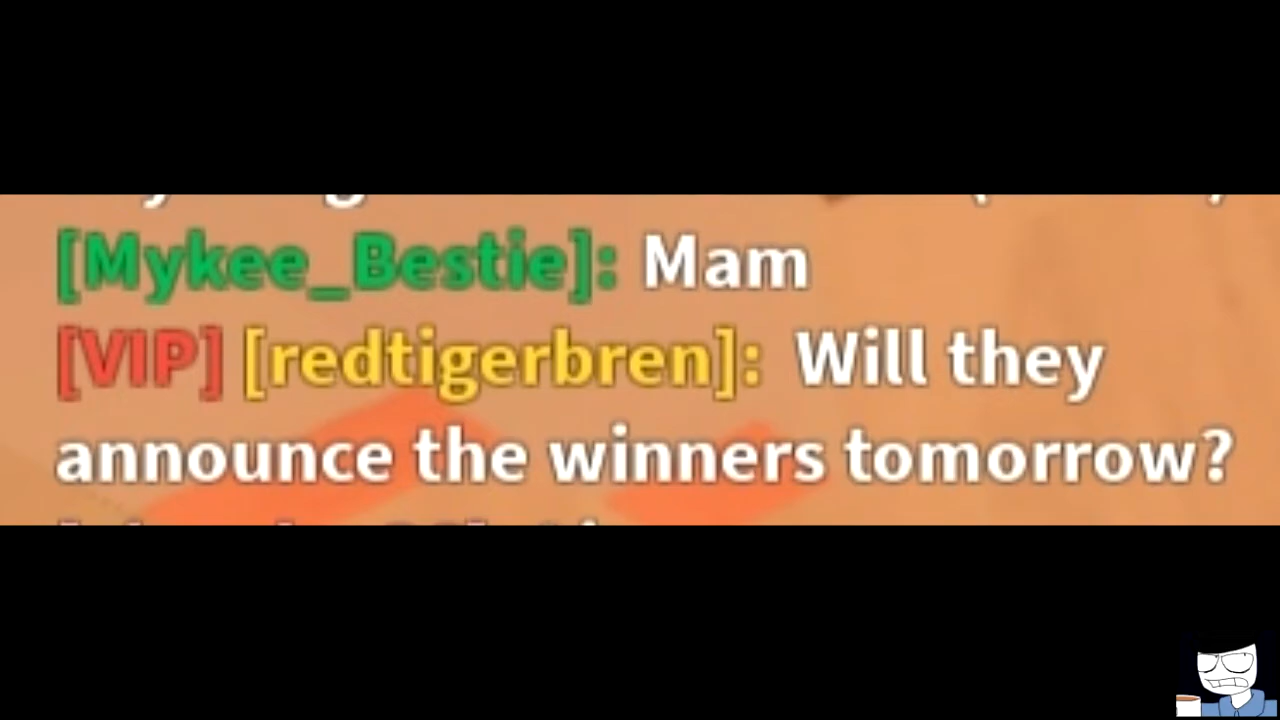 [Mykee_Bestie]: Mam
[VIP] [redtigerbren]: Will they
announce the winners tomorrow?